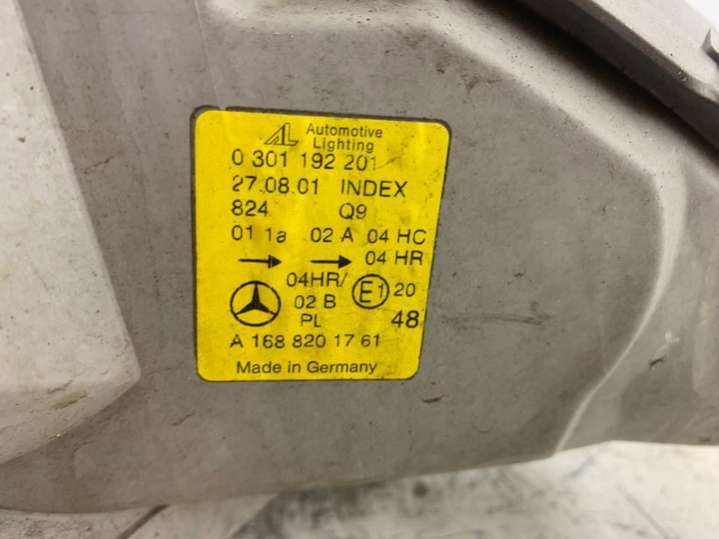 AL Automotive
Lighting
0 301 192 201
27.08.01 INDEX
824 Q9
01 1a 02 A 04 HC
→ → 04 HR
04HR/ E1 20
02 B
PL 48
A 168 820 17 61
Made in Germany